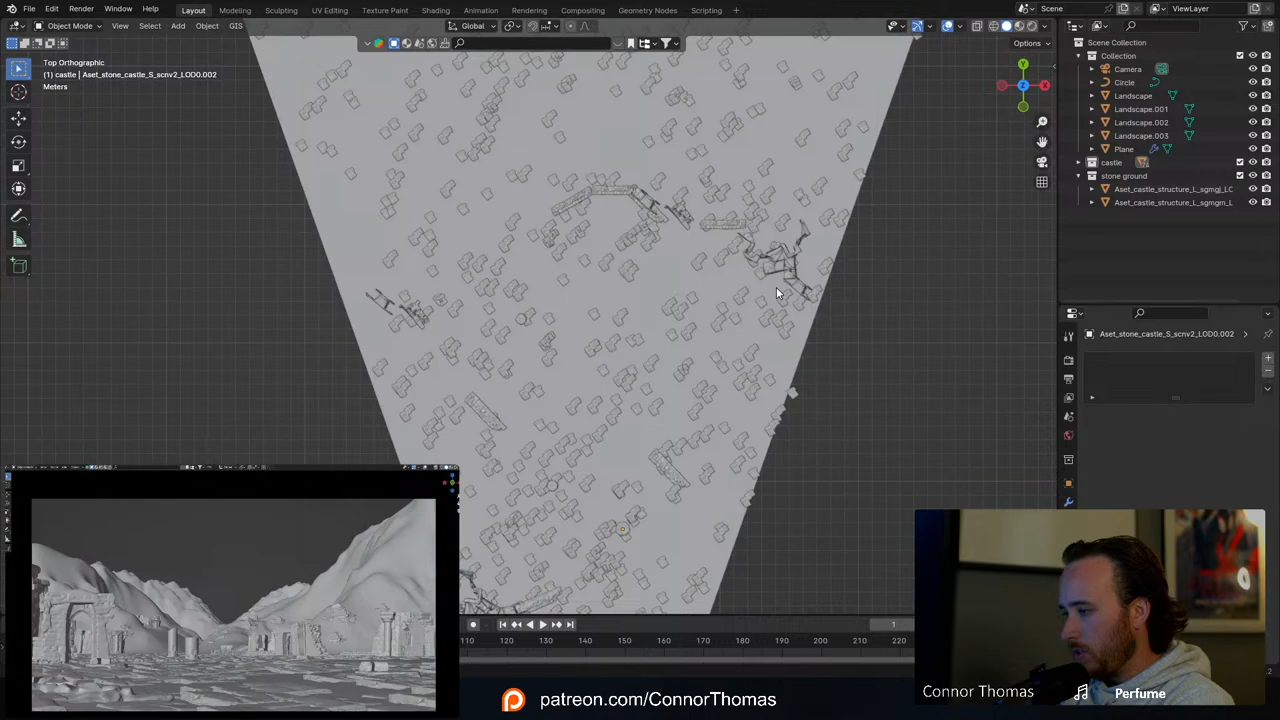 File Edit Render Window Help Layout Modeling Sculpting UV Editing Texture Paint Shading Animation Rendering Compositing Geometry Nodes Scripting Scene ViewLayer
Object Mode View Select Add Object GIS Global
Options
Top Orthographic
(1) castle | Aset_stone_castle_S_scnv2_LOD0.002
Meters
Y
X
Z
Scene Collection
Collection
Camera
Circle
Landscape
Landscape.001
Landscape.002
Landscape.003
Plane
castle
stone ground
Aset_castle_structure_L_sgmgj_LC
Aset_castle_structure_L_sgmgm_L
Aset_stone_castle_S_scnv2_LOD0.002
1
110 120 130 140 150 160 170 180 190 200 210 220
Connor Thomas Perfume
patreon.com/ConnorThomas